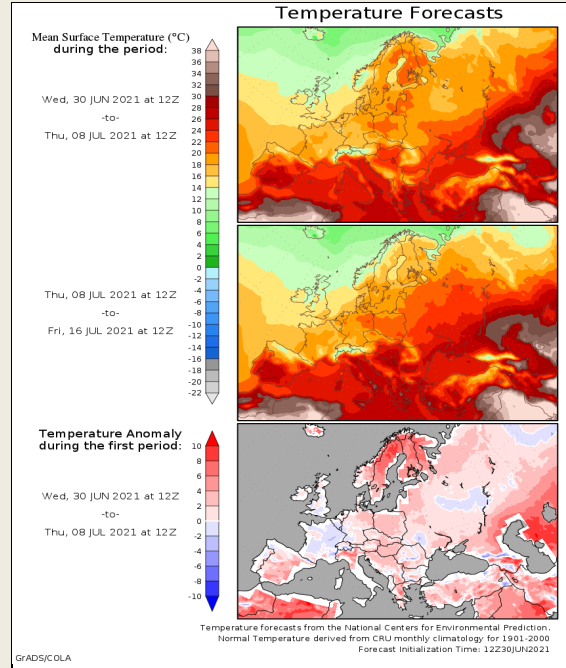 Temperature Forecasts
Mean Surface Temperature (°C)
during the period:
Wed, 30 JUN 2021 at 12Z
-to-
Thu, 08 JUL 2021 at 12Z
38
36
34
32
30
28
26
24
22
20
18
16
14
12
10
8
6
4
2
0
-2
-4
-6
-8
-10
-12
-14
-16
-18
-20
-22
Thu, 08 JUL 2021 at 12Z
-to-
Fri, 16 JUL 2021 at 12Z
Temperature Anomaly
during the first period:
Wed, 30 JUN 2021 at 12Z
-to-
Thu, 08 JUL 2021 at 12Z
10
8
6
4
2
0
-2
-4
-6
-8
-10
Temperature forecasts from the National Centers for Environmental Prediction.
Normal Temperature derived from CRU monthly climatology for 1901-2000
Forecast Initialization Time: 12Z30JUN2021
GrADS/COLA